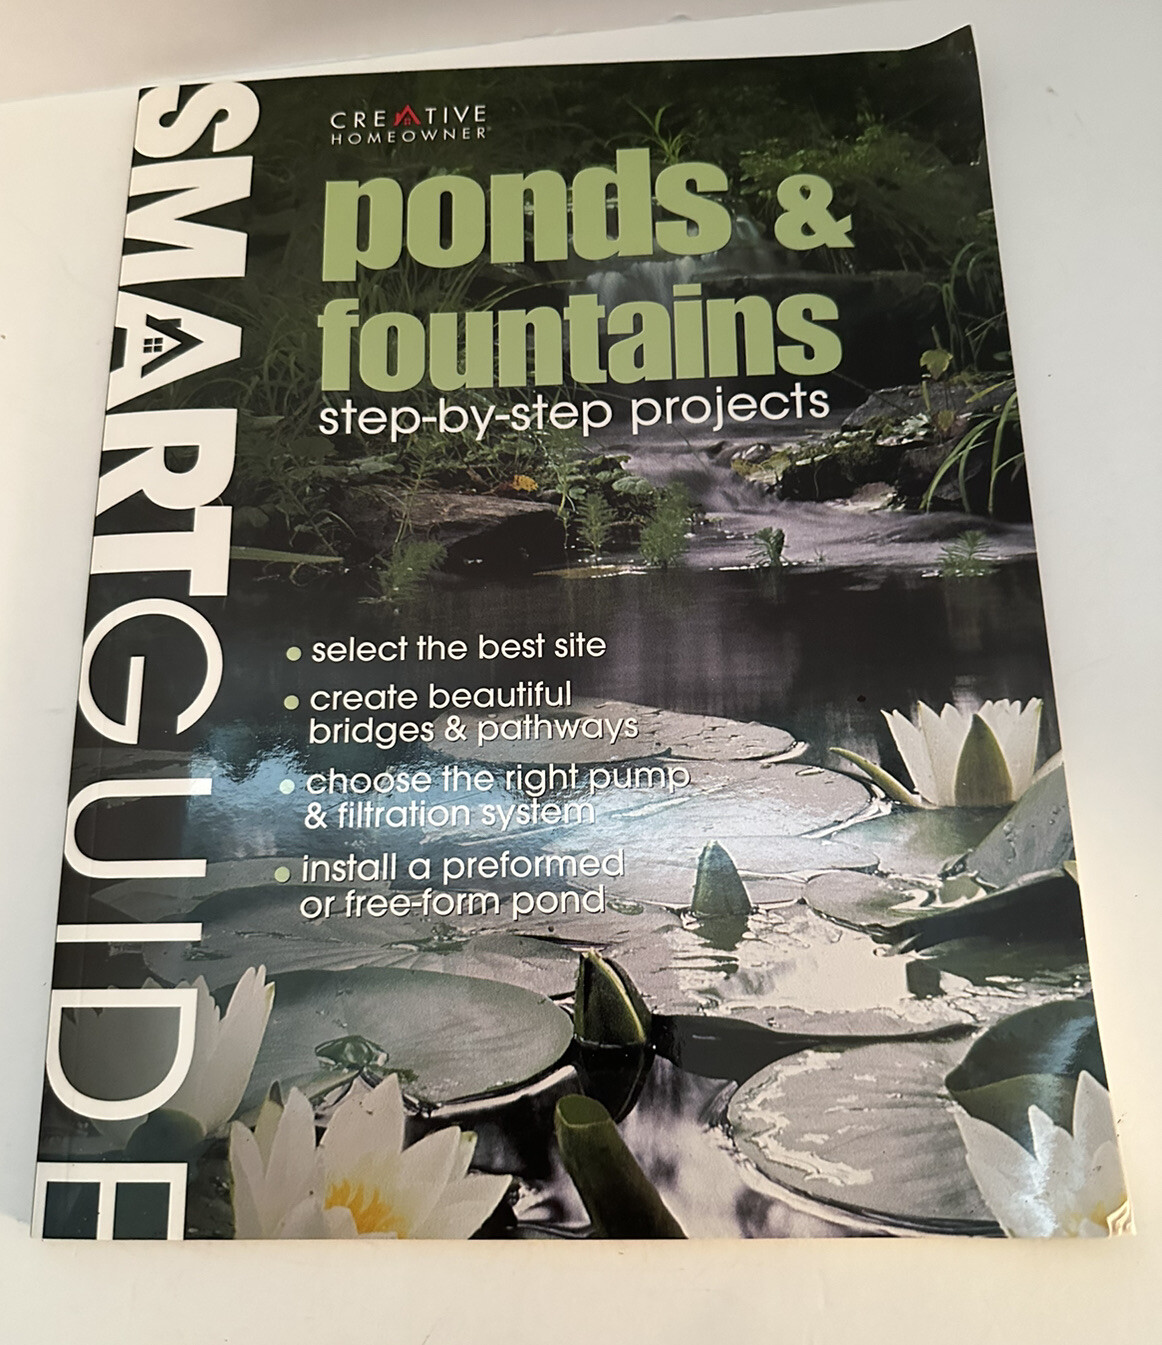 SMARTGUIDE
CREATIVE
HOMEOWNER®
ponds &
fountains
step-by-step projects
• select the best site
• create beautiful
bridges & pathways
• choose the right pump
& filtration system
• install a preformed
or free-form pond